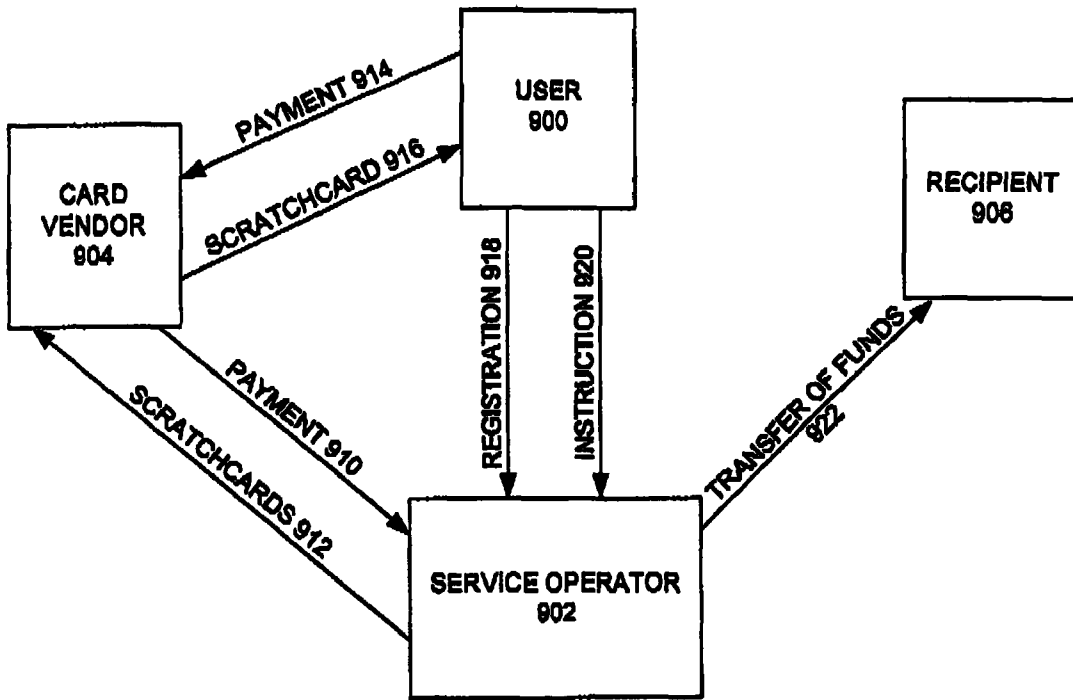 USER
900
PAYMENT 914
SCRATCHCARD 916
CARD
VENDOR
904
RECIPIENT
906
REGISTRATION 918
INSTRUCTION 920
PAYMENT 910
SCRATCHCARDS 912
TRANSFER OF FUNDS
922
SERVICE OPERATOR
902